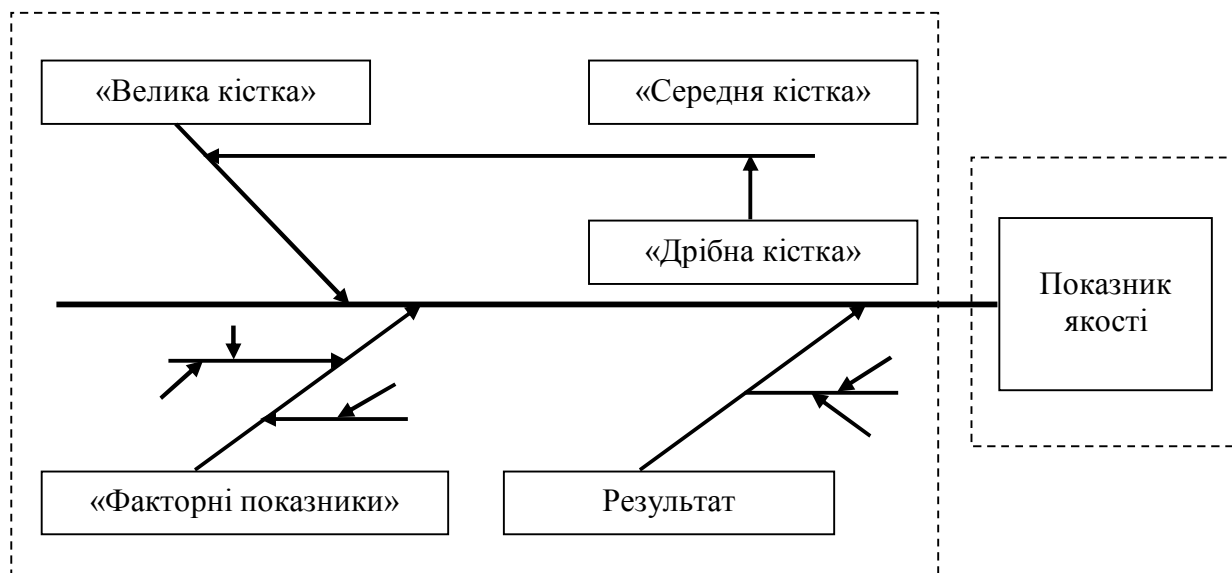 «Велика кістка»
«Середня кістка»
«Дрібна кістка»
Показник
якості
«Факторні показники»
Результат